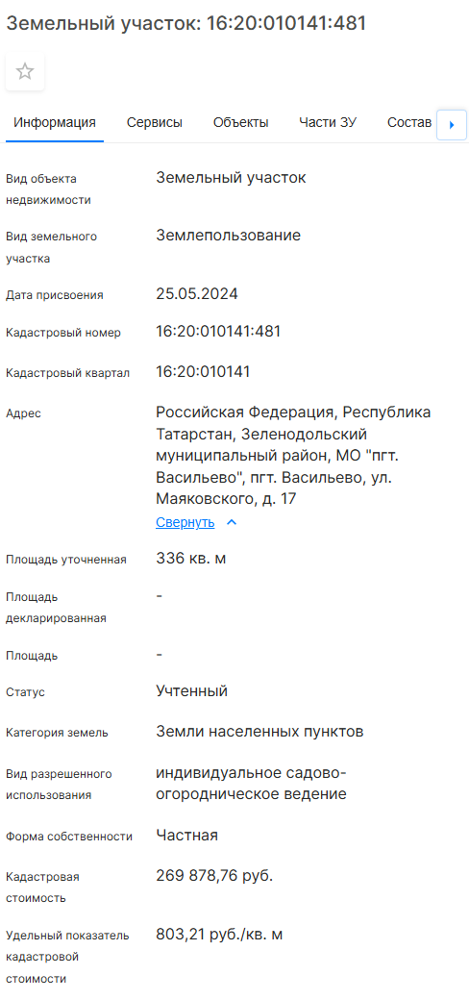 Земельный участок: 16:20:010141:481
Информация Сервисы Объекты Части ЗУ Состав
Вид объекта недвижимости Земельный участок
Вид земельного участка Землепользование
Дата присвоения 25.05.2024
Кадастровый номер 16:20:010141:481
Кадастровый квартал 16:20:010141
Адрес Российская Федерация, Республика
Татарстан, Зеленодольский
муниципальный район, МО "пгт.
Васильево", пгт. Васильево, ул.
Маяковского, д. 17
Свернуть
Площадь уточненная 336 кв. м
Площадь декларированная -
Площадь -
Статус Учтенный
Категория земель Земли населенных пунктов
Вид разрешенного использования индивидуальное садово-
огородническое ведение
Форма собственности Частная
Кадастровая стоимость 269 878,76 руб.
Удельный показатель кадастровой стоимости 803,21 руб./кв. м